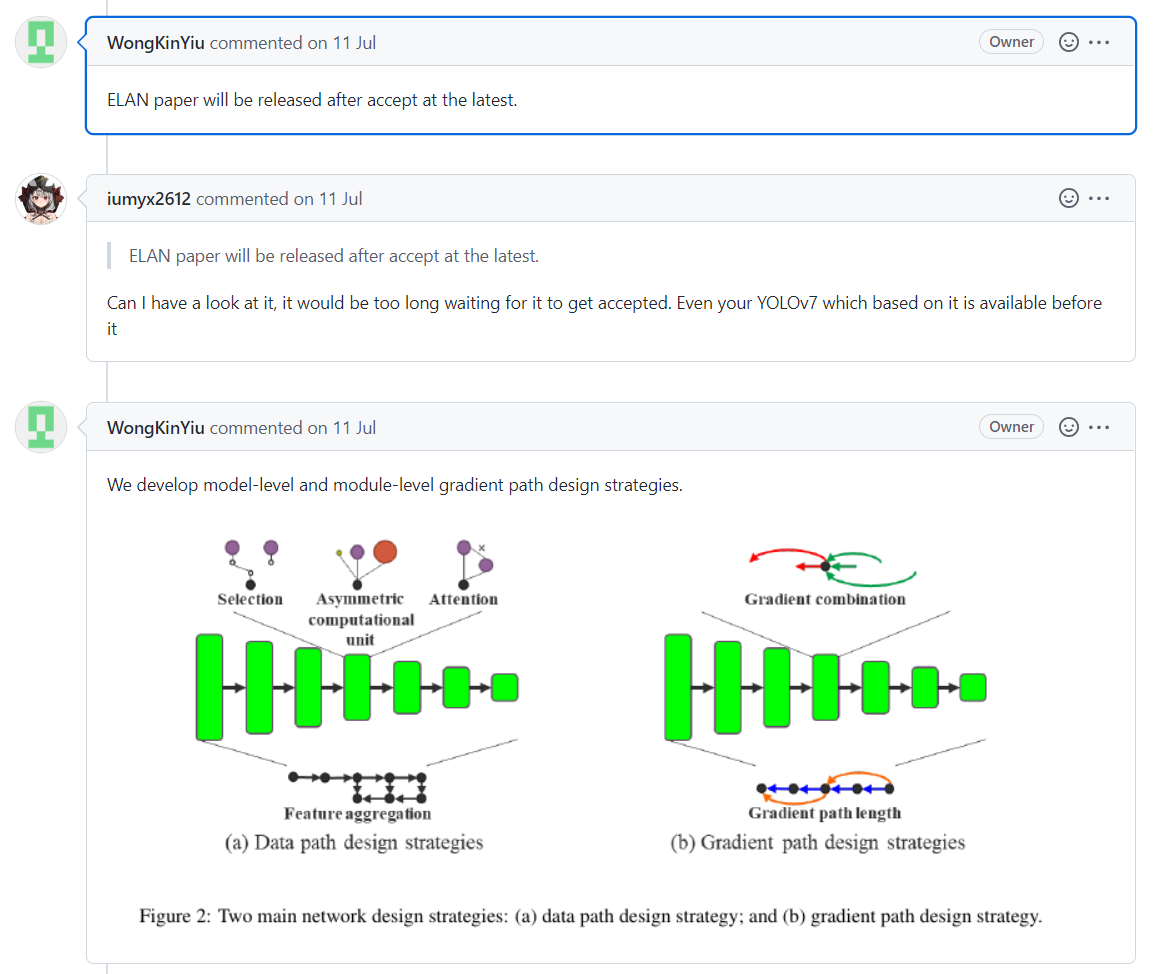 WongKinYiu commented on 11 Jul
Owner
ELAN paper will be released after accept at the latest.
iumyx2612 commented on 11 Jul
ELAN paper will be released after accept at the latest.
Can I have a look at it, it would be too long waiting for it to get accepted. Even your YOLOv7 which based on it is available before
it
WongKinYiu commented on 11 Jul
Owner
We develop model-level and module-level gradient path design strategies.
x
Selection
Asymmetric
computational
unit
Attention
Feature aggregation
(a) Data path design strategies
Gradient combination
Gradient path length
(b) Gradient path design strategies
Figure 2: Two main network design strategies: (a) data path design strategy; and (b) gradient path design strategy.